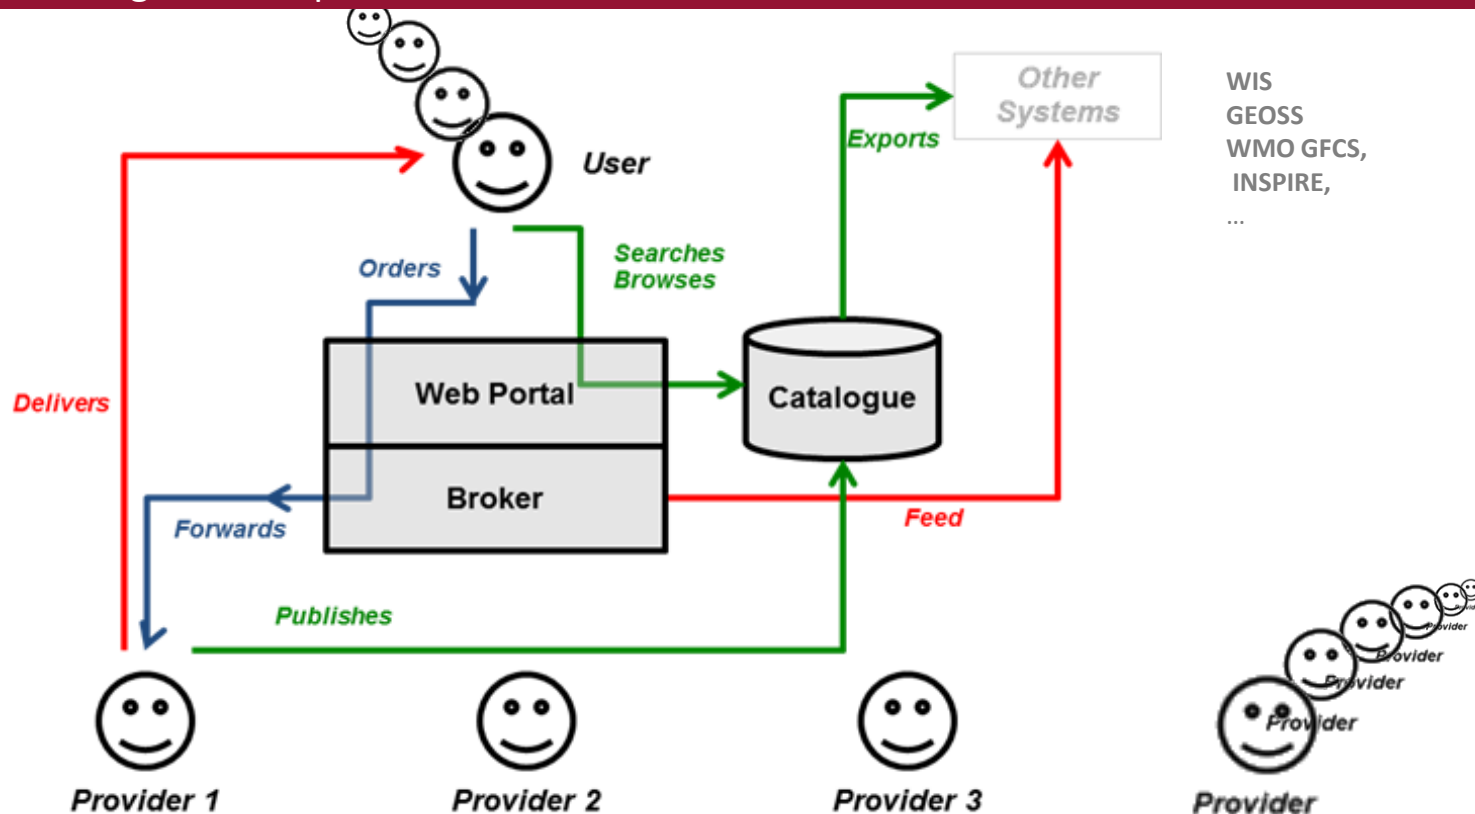 Other
Systems
WIS
GEOSS
WMO GFCS,
INSPIRE,
...
Exports
User
Orders
Searches
Browses
Web Portal
Catalogue
Delivers
Broker
Forwards
Feed
Publishes
Provider
Provider
Provider
Provider
Provider 1
Provider 2
Provider 3
Provider